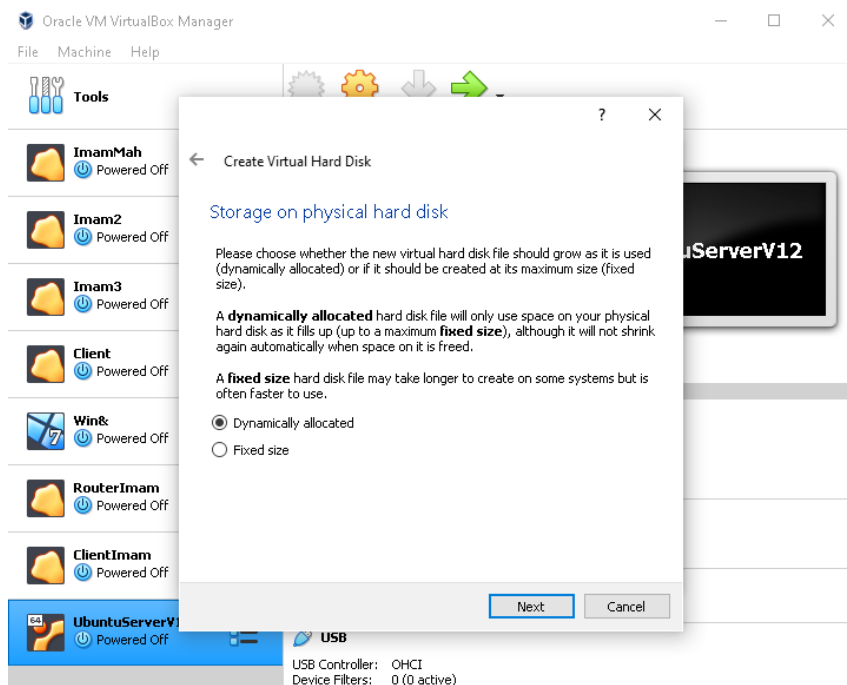 Oracle VM VirtualBox Manager
File Machine Help
Tools
ImamMah
Powered Off
Imam2
Powered Off
Imam3
Powered Off
Client
Powered Off
Win&
7
Powered Off
RouterImam
Powered Off
ClientImam
Powered Off
64
UbuntuServerV1
Powered Off
?
Create Virtual Hard Disk
Storage on physical hard disk
Please choose whether the new virtual hard disk file should grow as it is used
(dynamically allocated) or if it should be created at its maximum size (fixed
size).
A dynamically allocated hard disk file will only use space on your physical
hard disk as it fills up (up to a maximum fixed size), although it will not shrink
again automatically when space on it is freed.
A fixed size hard disk file may take longer to create on some systems but is
often faster to use.
Dynamically allocated
Fixed size
Next Cancel
uServerV12
USB
USB Controller: OHCI
Device Filters: 0 (0 active)